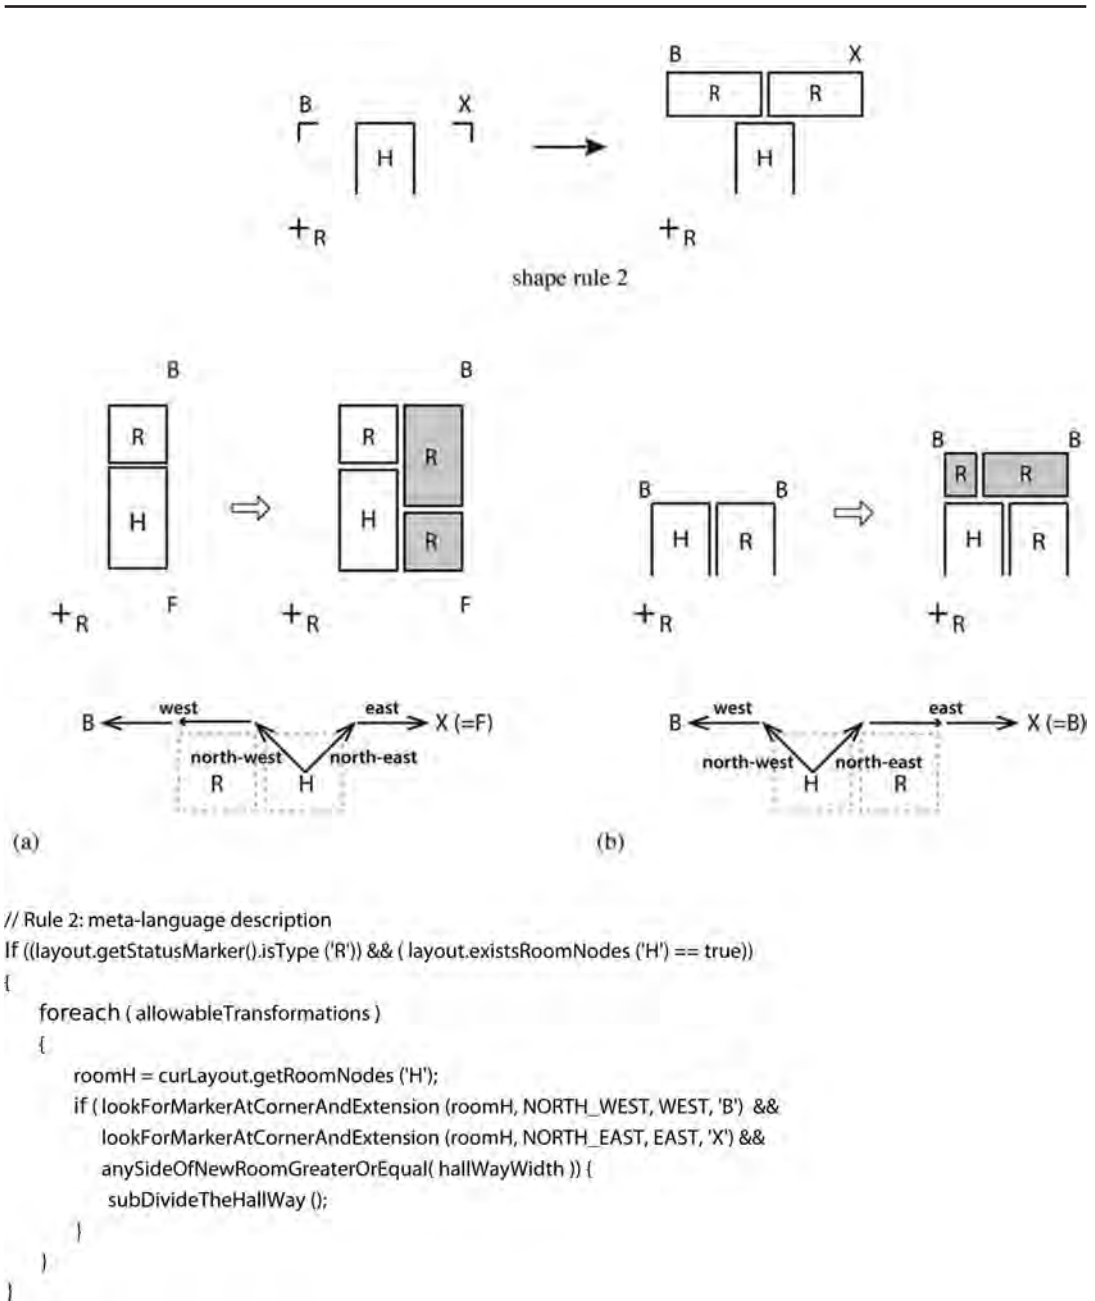 B X
R R
B X
H H
+R +R
shape rule 2
B B
R R R
H H R
F F
+R +R
B B
R R
B B
H R H R
+R +R
west east
B X (=F)
north-west north-east
R H
west east
B X (=B)
north-west north-east
H R
(a) (b)
// Rule 2: meta-language description
If ((layout.getStatusMarker().isType ('R')) && ( layout.existsRoomNodes ('H') == true))
{
foreach ( allowableTransformations )
{
roomH = curLayout.getRoomNodes ('H');
if ( lookForMarkerAtCornerAndExtension (roomH, NORTH_WEST, WEST, 'B') &&
lookForMarkerAtCornerAndExtension (roomH, NORTH_EAST, EAST, 'X') &&
anySideOfNewRoomGreaterOrEqual( hallWayWidth )) {
subDivideTheHallWay ();
}
}
}